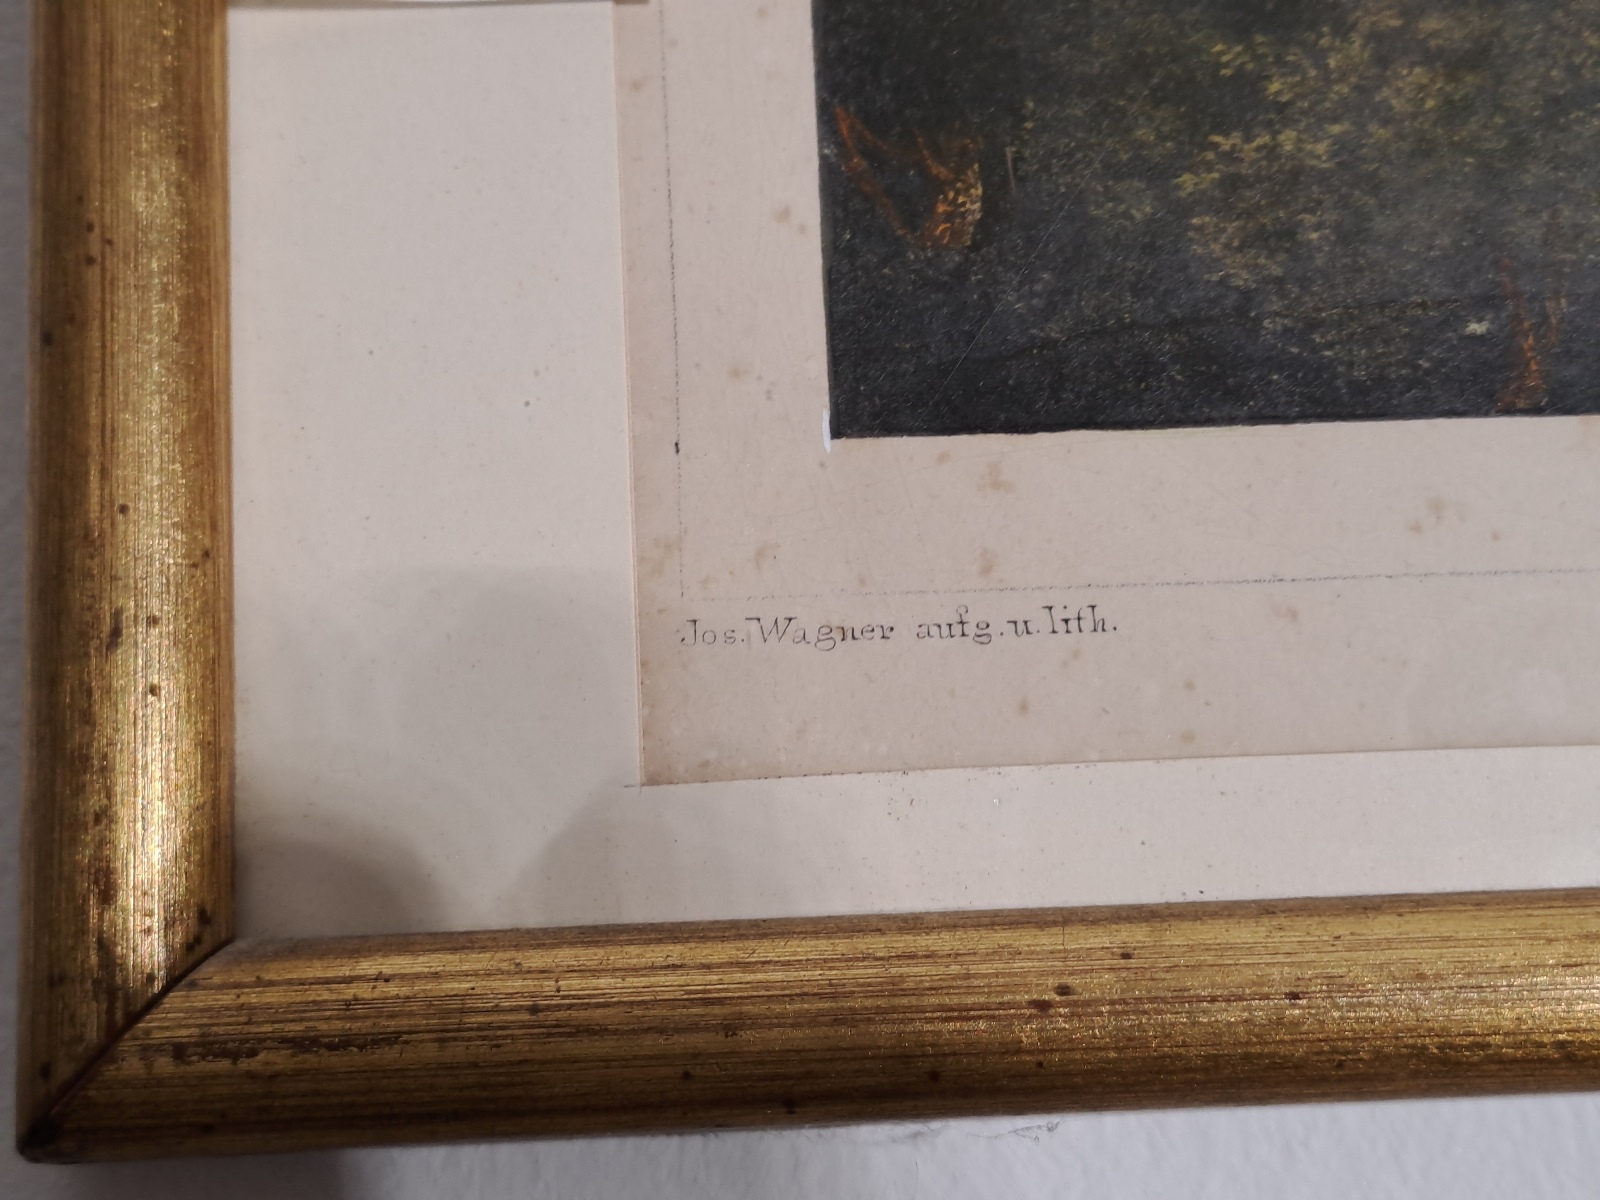 Jos. Wagner aufg. u. lith.